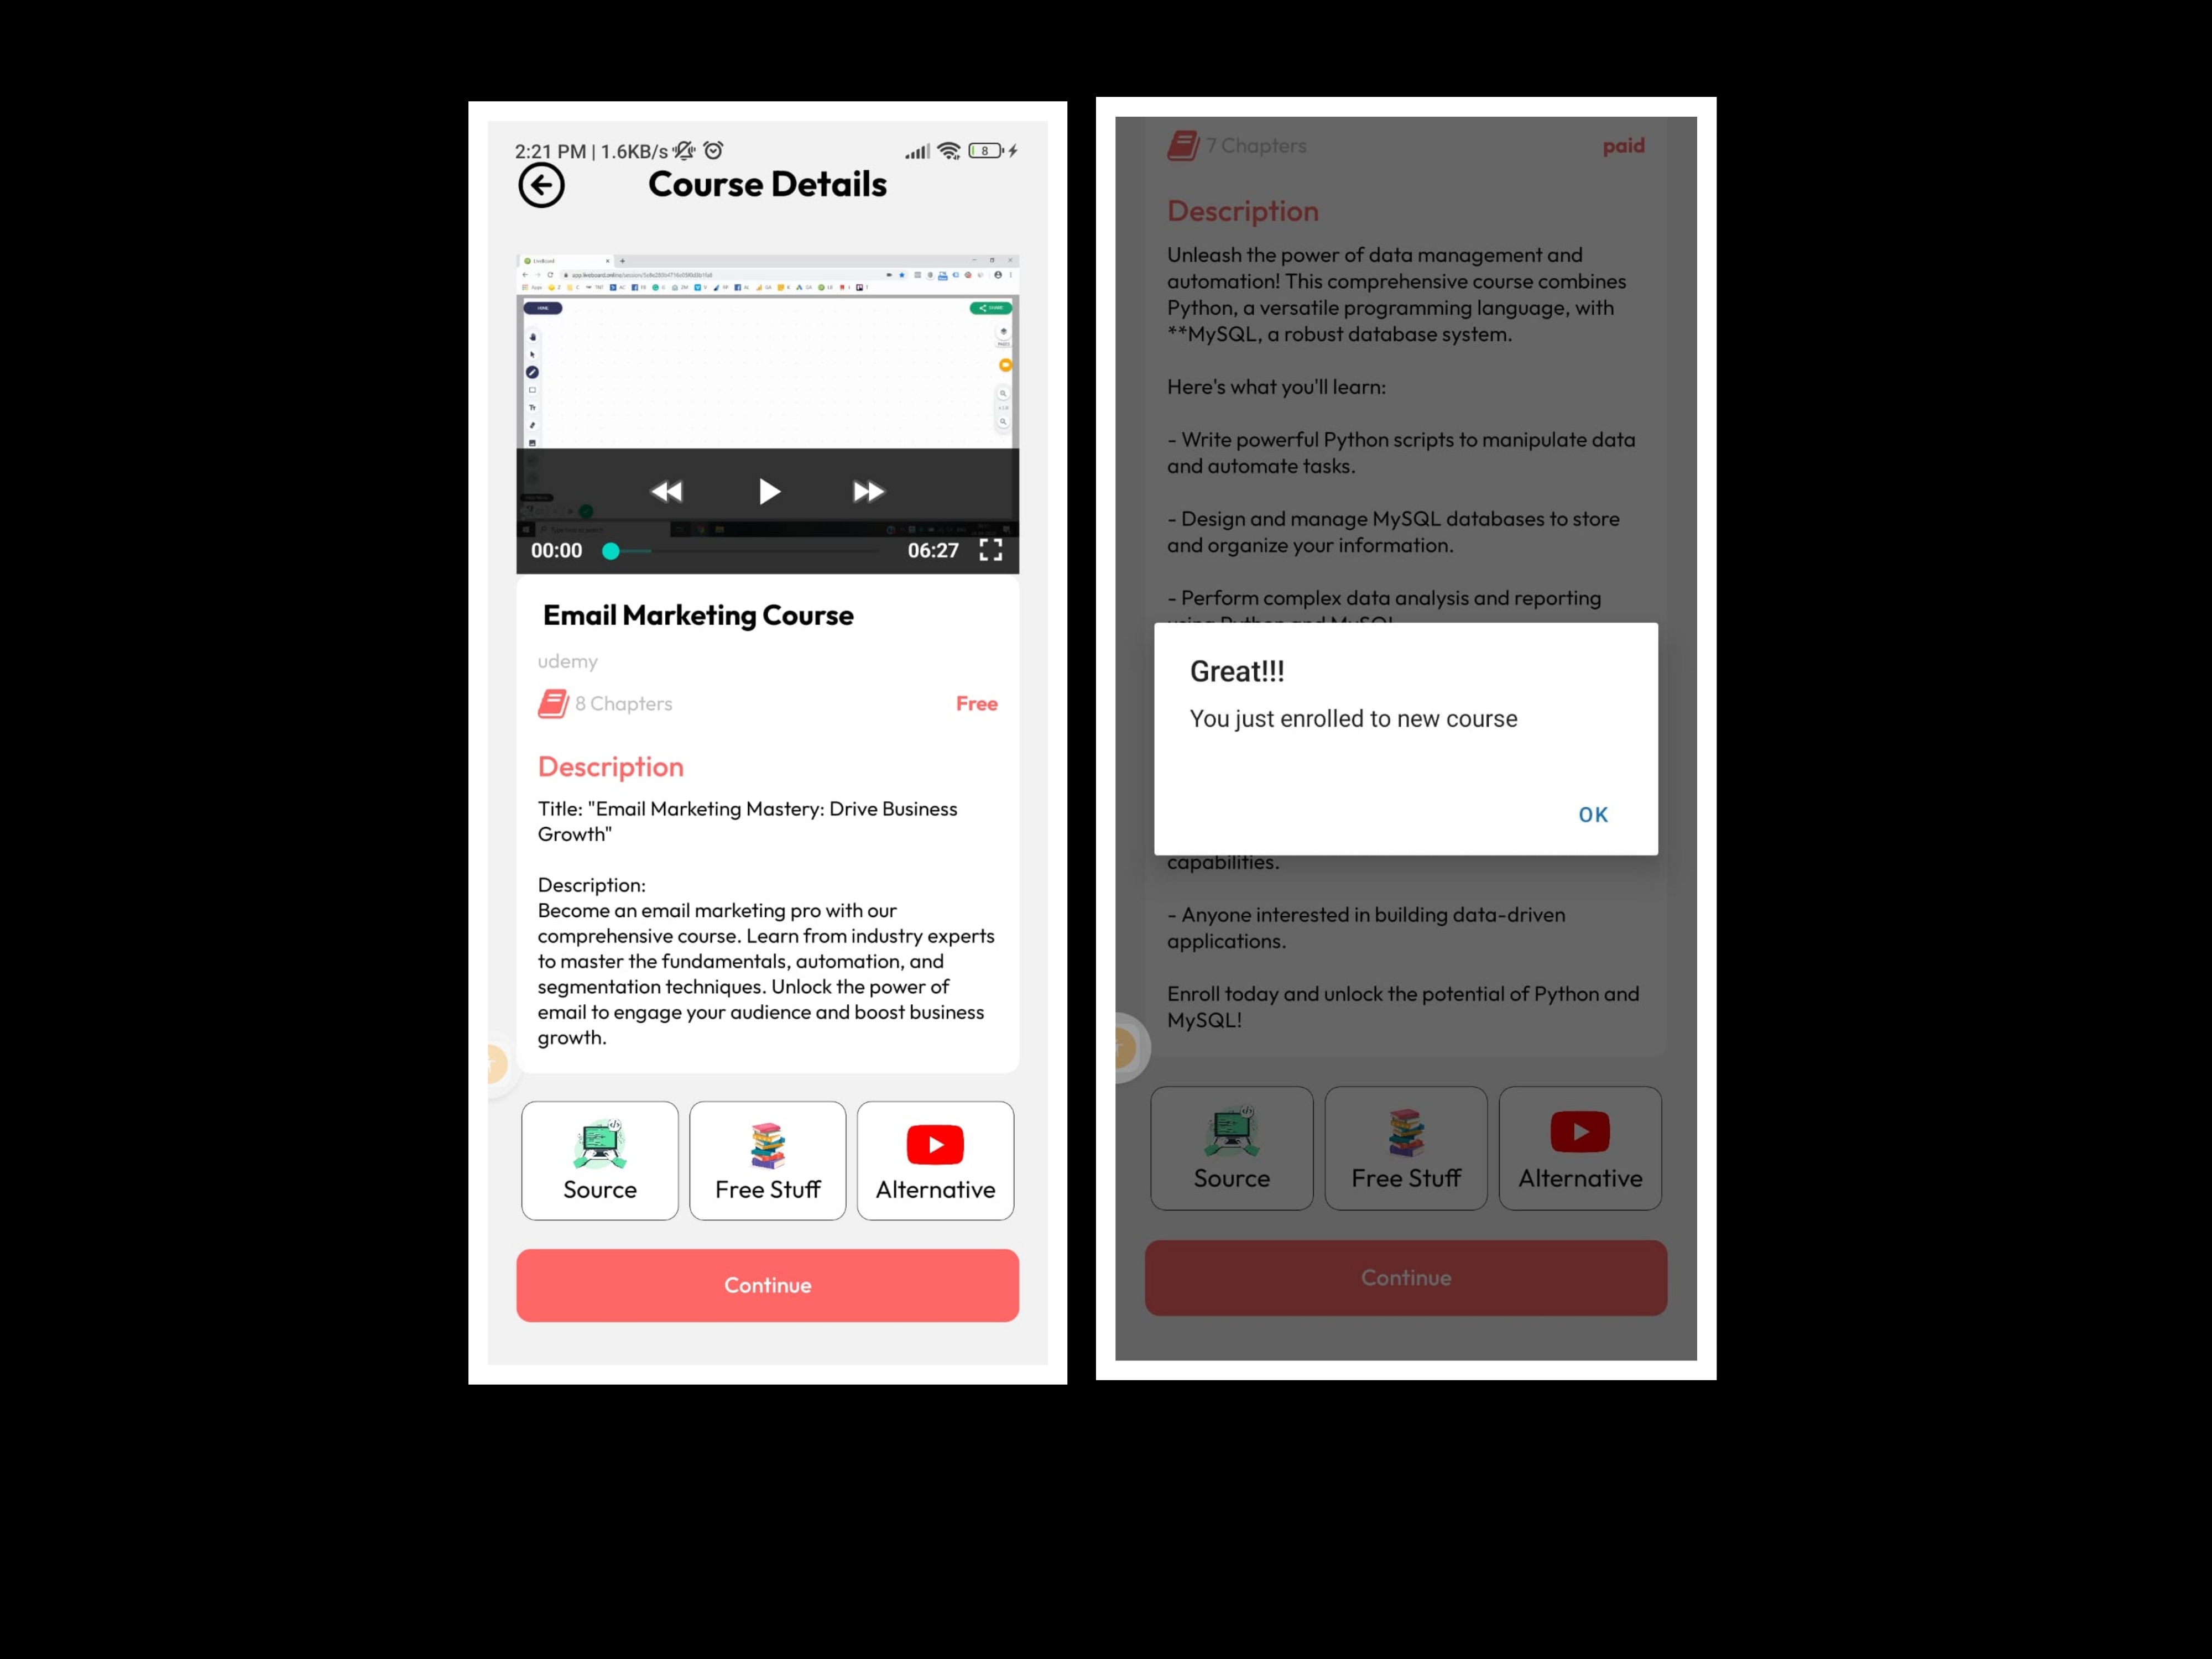 2:21 PM | 1.6KB/s
8
Course Details
HOME
SHARE
00:00
06:27
Email Marketing Course
udemy
8 Chapters
Free
Description
Title: "Email Marketing Mastery: Drive Business
Growth"
Description:
Become an email marketing pro with our
comprehensive course. Learn from industry experts
to master the fundamentals, automation, and
segmentation techniques. Unlock the power of
email to engage your audience and boost business
growth.
Source
Free Stuff
Alternative
Continue
7 Chapters
paid
Description
Unleash the power of data management and
automation! This comprehensive course combines
Python, a versatile programming language, with
**MySQL, a robust database system.
Here's what you'll learn:
- Write powerful Python scripts to manipulate data
and automate tasks.
- Design and manage MySQL databases to store
and organize your information.
- Perform complex data analysis and reporting
using Python and MySQL
Great!!!
You just enrolled to new course
OK
capabilities.
- Anyone interested in building data-driven
applications.
Enroll today and unlock the potential of Python and
MySQL!
Source
Free Stuff
Alternative
Continue